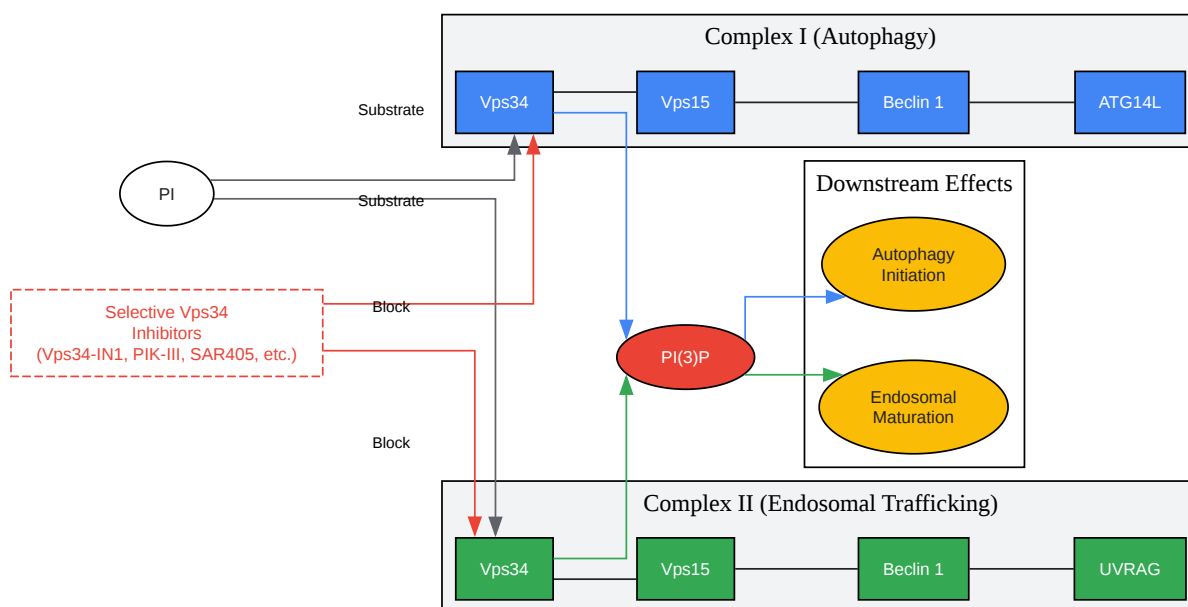 Complex I (Autophagy)
Vps34
Vps15
Beclin 1
ATG14L
Substrate
PI
Substrate
Downstream Effects
Autophagy
Initiation
Selective Vps34
Inhibitors
(Vps34-IN1, PIK-III, SAR405, etc.)
Block
PI(3)P
Endosomal
Maturation
Block
Complex II (Endosomal Trafficking)
Vps34
Vps15
Beclin 1
UVRAG